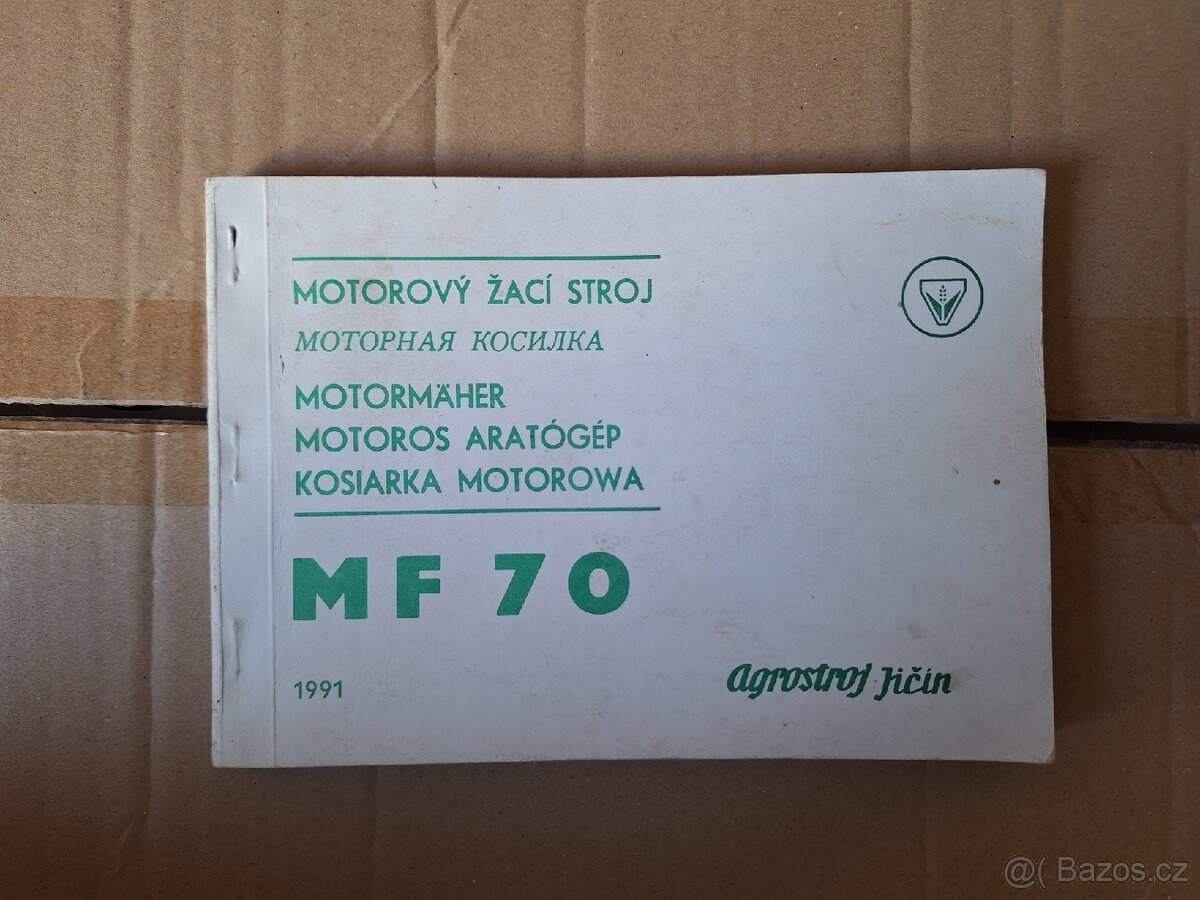 MOTOROVÝ ŽACÍ STROJ
МОТОРНАЯ КОСИЛКА
MOTORMÄHER
MOTOROS ARATÓGÉP
KOSIARKA MOTOROWA
MF 70
1991
agrostroj Jičín
@( Bazos.cz